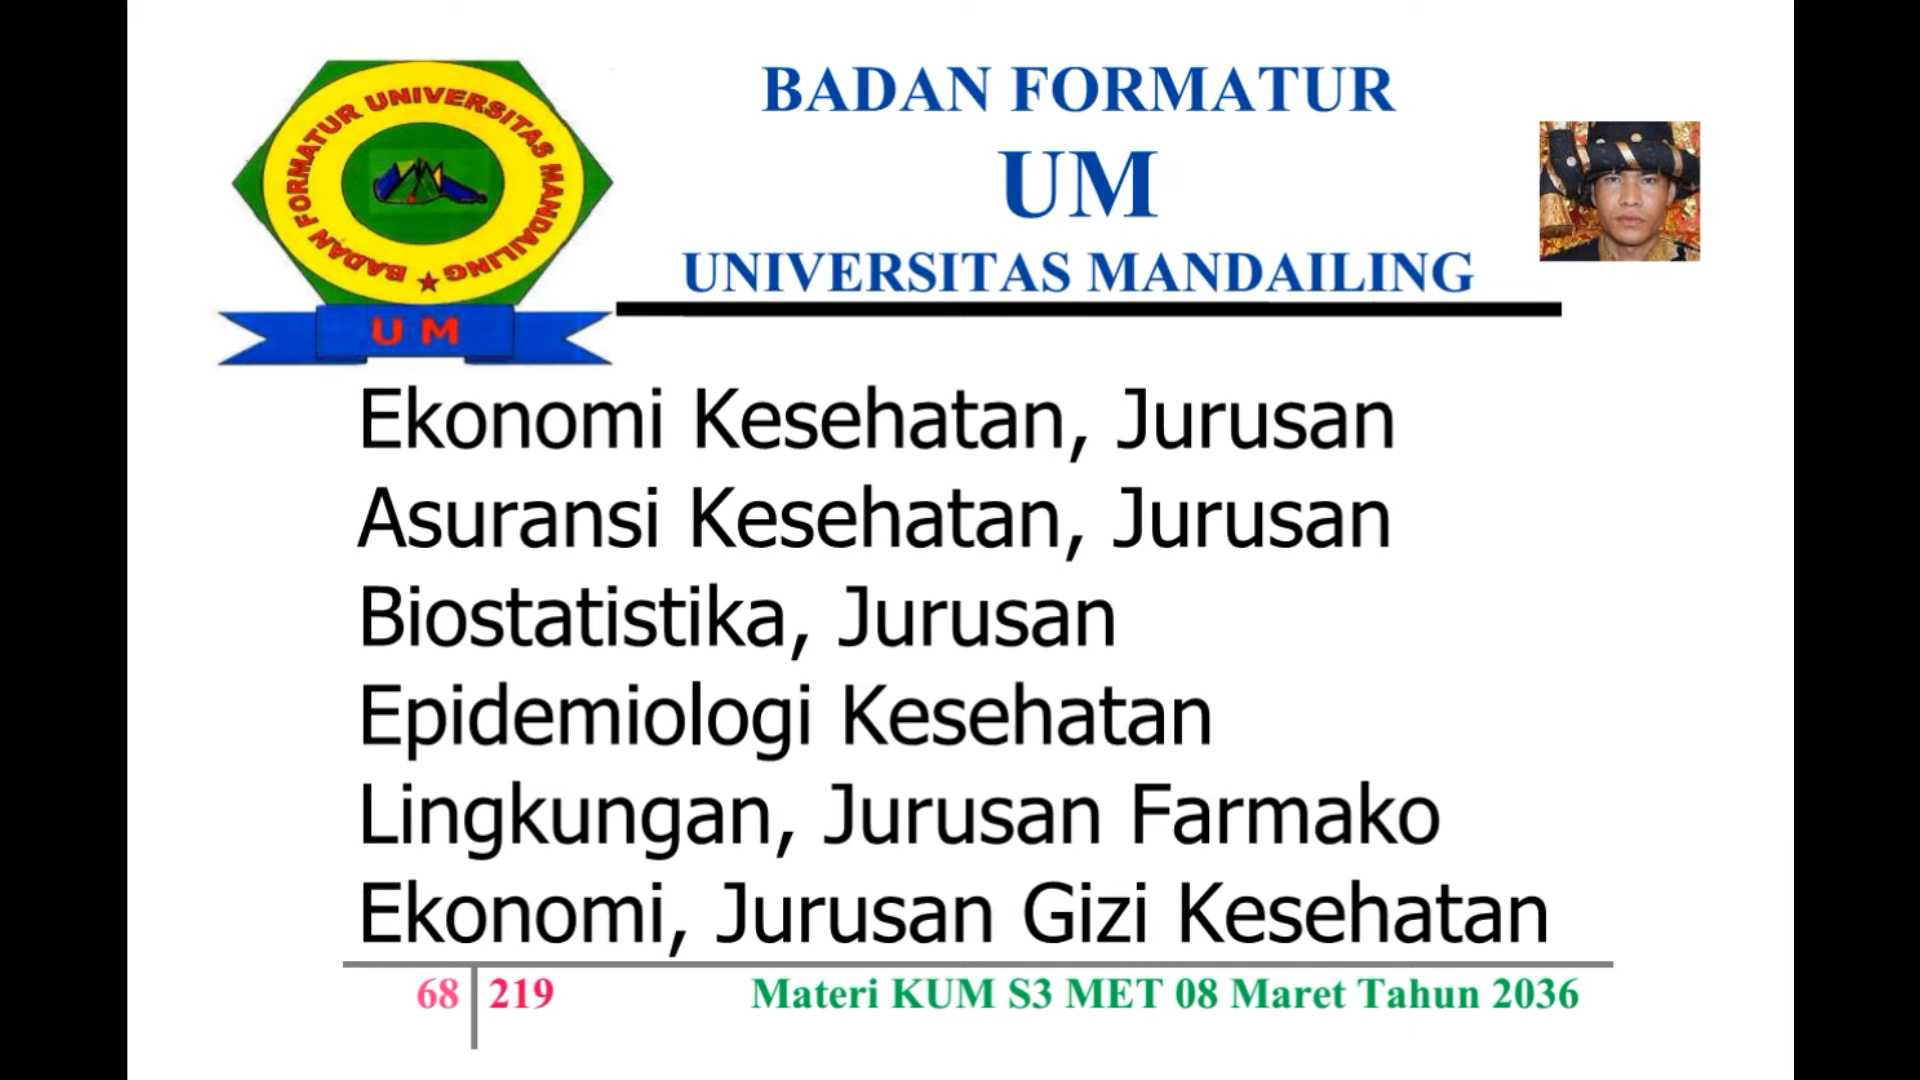 BADAN FORMATUR UNIVERSITAS MANDAILING
U M
BADAN FORMATUR
UM
UNIVERSITAS MANDAILING
Ekonomi Kesehatan, Jurusan
Asuransi Kesehatan, Jurusan
Biostatistika, Jurusan
Epidemiologi Kesehatan
Lingkungan, Jurusan Farmako
Ekonomi, Jurusan Gizi Kesehatan
68 219 Materi KUM S3 MET 08 Maret Tahun 2036